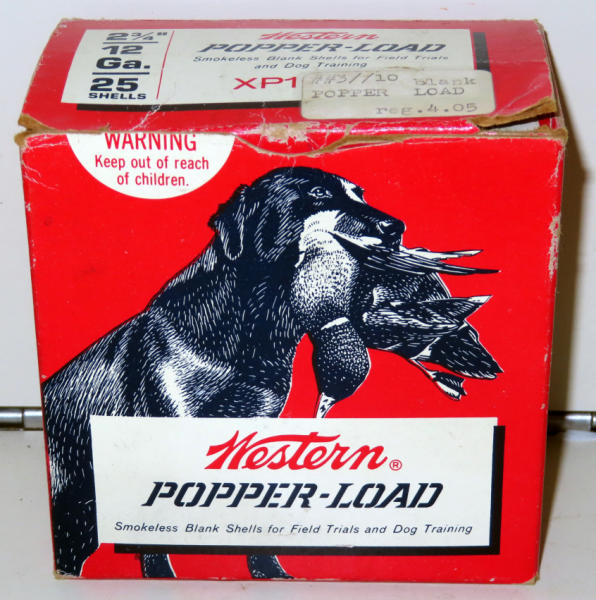 2¾"
12
Ga.
25
SHELLS
Western
POPPER-LOAD
Smokeless Blank Shells for Field Trials
and Dog Training
XP1
Blank
POPPER LOAD
reg.4.05
WARNING
Keep out of reach
of children.
Western®
POPPER-LOAD
Smokeless Blank Shells for Field Trials and Dog Training